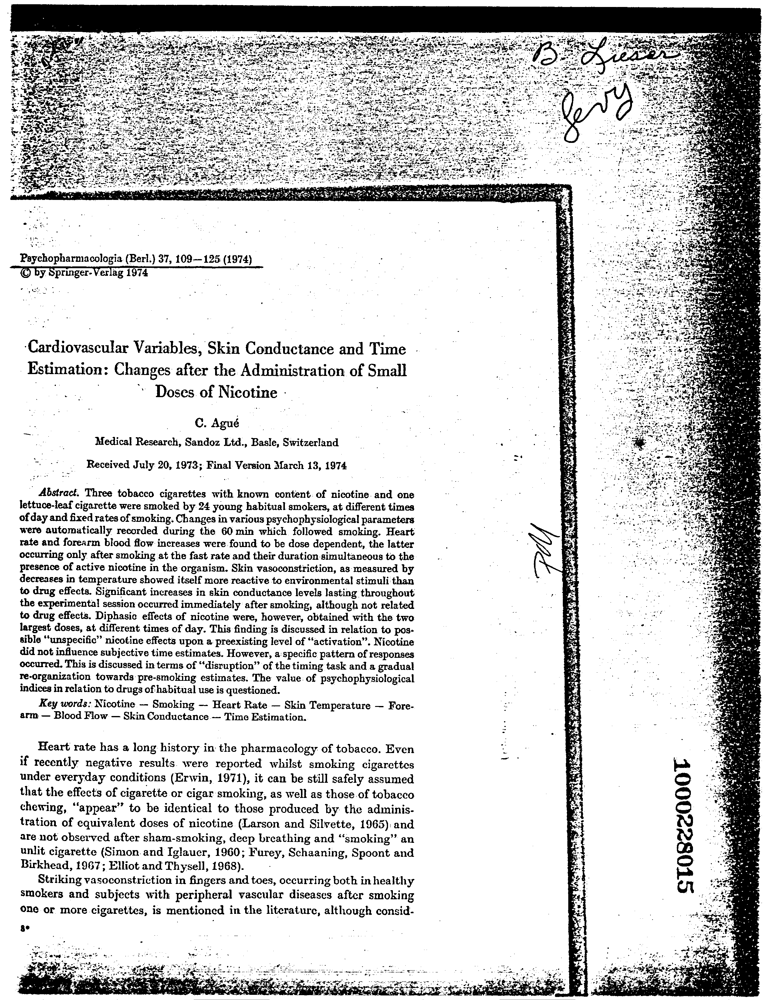 B. Lieser
Psychopharmacologia (Berl.) 37, 109—125 (1974)
© by Springer-Verlag 1974
Cardiovascular Variables, Skin Conductance and Time
Estimation: Changes after the Administration of Small
Doses of Nicotine
C. Agué
Medical Research, Sandoz Ltd., Basle, Switzerland
Received July 20, 1973; Final Version March 13, 1974
Abstract. Three tobacco cigarettes with known content of nicotine and one
lettuce-leaf cigarette were smoked by 24 young habitual smokers, at different times
of day and fixed rates of smoking. Changes in various psychophysiological parameters
were automatically recorded during the 60 min which followed smoking. Heart
rate and forearm blood flow increases were found to be dose dependent, the latter
occurring only after smoking at the fast rate and their duration simultaneous to the
presence of active nicotine in the organism. Skin vasoconstriction, as measured by
decreases in temperature showed itself more reactive to environmental stimuli than
to drug effects. Significant increases in skin conductance levels lasting throughout
the experimental session occurred immediately after smoking, although not related
to drug effects. Diphasic effects of nicotine were, however, obtained with the two
largest doses, at different times of day. This finding is discussed in relation to pos-
sible "unspecific" nicotine effects upon a preexisting level of "activation". Nicotine
did not influence subjective time estimates. However, a specific pattern of responses
occurred. This is discussed in terms of "disruption" of the timing task and a gradual
re-organization towards pre-smoking estimates. The value of psychophysiological
indices in relation to drugs of habitual use is questioned.
Key words: Nicotine — Smoking — Heart Rate — Skin Temperature — Fore-
arm — Blood Flow — Skin Conductance — Time Estimation.
Heart rate has a long history in the pharmacology of tobacco. Even
if recently negative results were reported whilst smoking cigarettes
under everyday conditions (Erwin, 1971), it can be still safely assumed
that the effects of cigarette or cigar smoking, as well as those of tobacco
chewing, "appear" to be identical to those produced by the adminis-
tration of equivalent doses of nicotine (Larson and Silvette, 1965) and
are not observed after sham-smoking, deep breathing and "smoking" an
unlit cigarette (Simon and Iglauer, 1960; Furey, Schaaning, Spoont and
Birkhead, 1967; Elliot and Thysell, 1968).
Striking vasoconstriction in fingers and toes, occurring both in healthy
smokers and subjects with peripheral vascular diseases after smoking
one or more cigarettes, is mentioned in the literature, although consid-
8*
1000228015